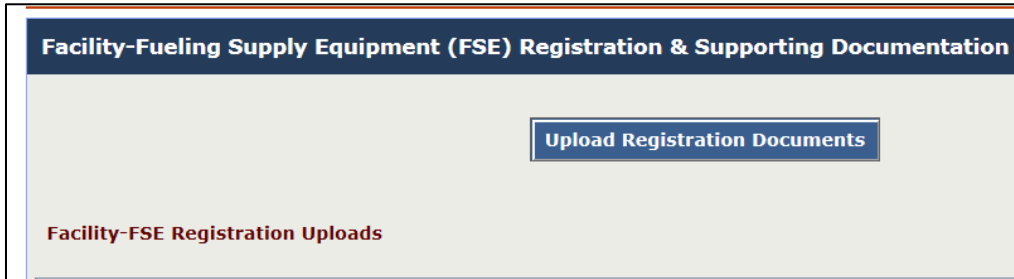 Facility-Fueling Supply Equipment (FSE) Registration & Supporting Documentation
Upload Registration Documents
Facility-FSE Registration Uploads